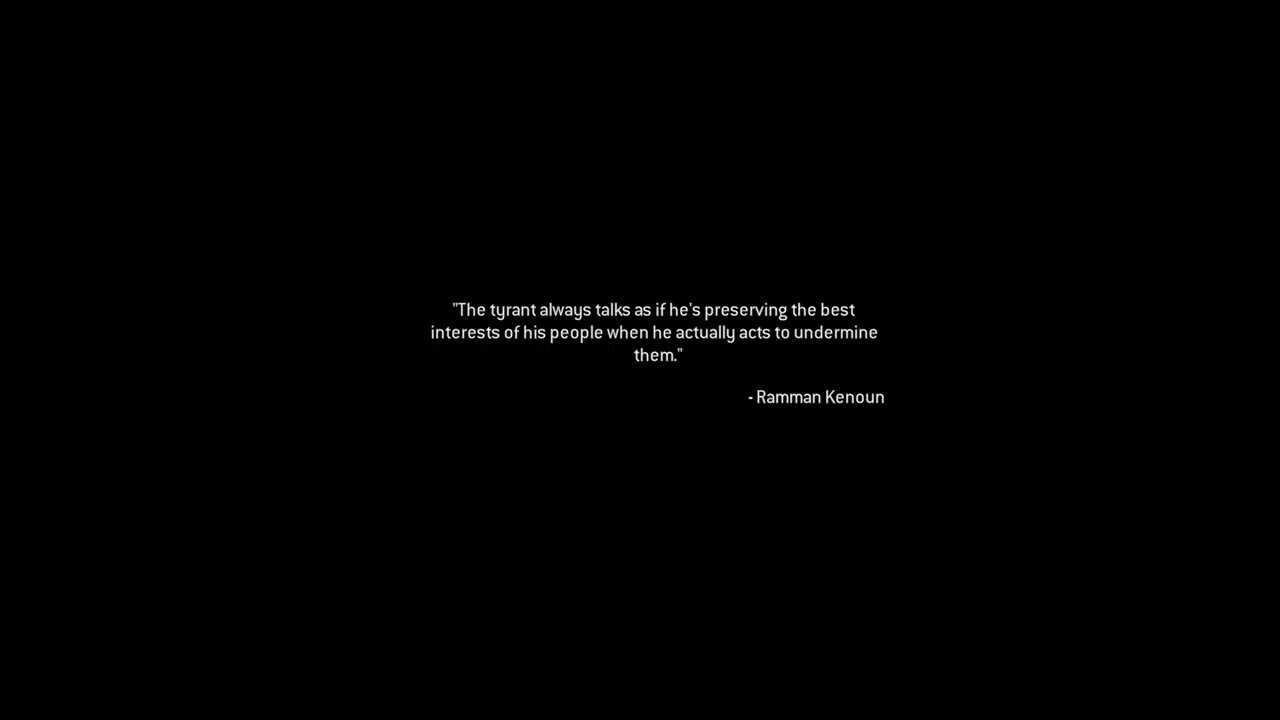 "The tyrant always talks as if he's preserving the best
interests of his people when he actually acts to undermine
them."
- Ramman Kenoun